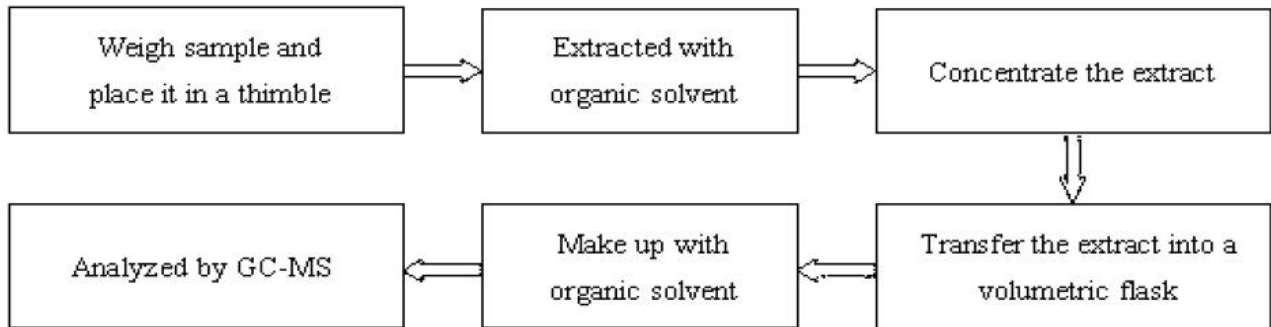 Weigh sample and
place it in a thimble
Extracted with
organic solvent
Concentrate the extract
Transfer the extract into a
volumetric flask
Make up with
organic solvent
Analyzed by GC-MS